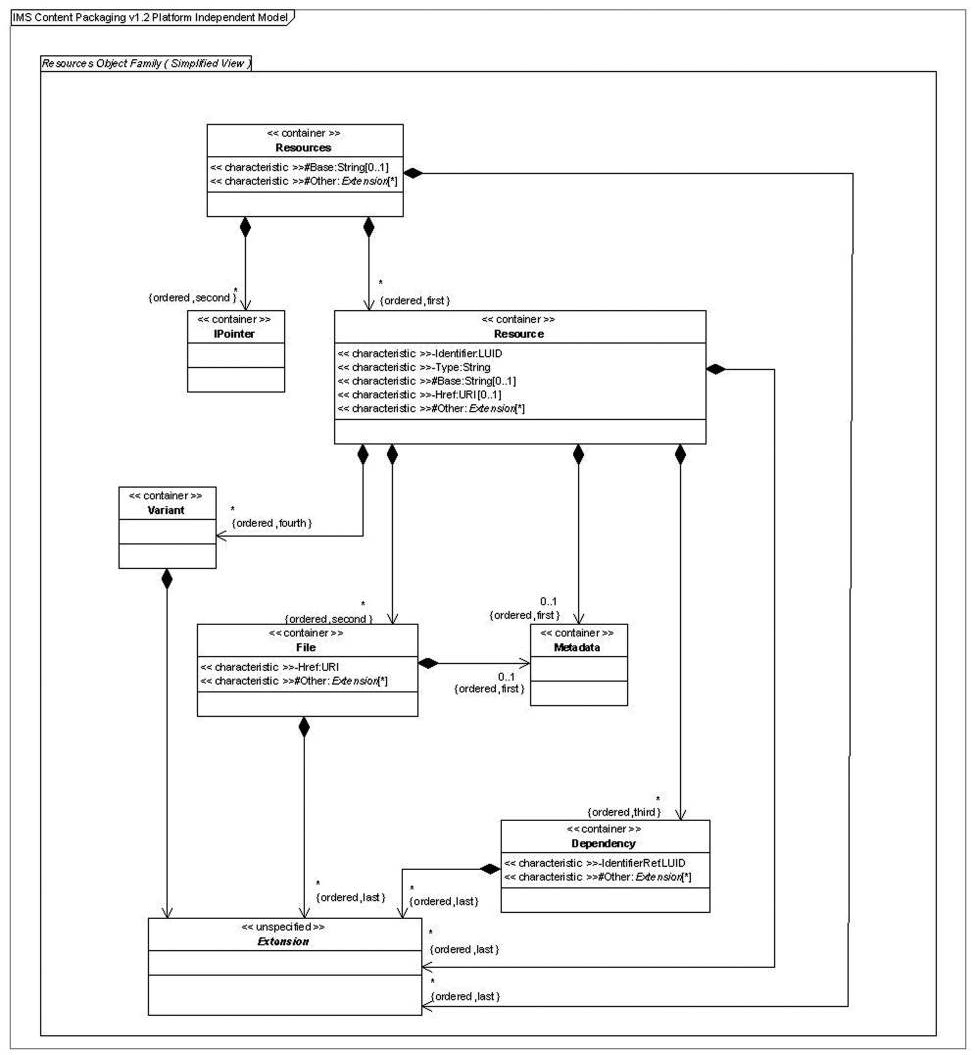 IMS Content Packaging v1.2 Platform Independent Model
Resources Object Family ( Simplified View )
<< container >>
Resources
<< characteristic >>#Base:String[0..1]
<< characteristic >>#Other: Extension[*]
*
{ordered,second}
*
{ordered,first}
<< container >>
IPointer
<< container >>
Resource
<< characteristic >>-Identifier:LUID
<< characteristic >>-Type:String
<< characteristic >>#Base:String[0..1]
<< characteristic >>-Href:URI[0..1]
<< characteristic >>#Other: Extension[*]
<< container >>
Variant
*
{ordered,fourth}
*
{ordered,second}
0..1
{ordered,first}
<< container >>
File
<< characteristic >>-Href:URI
<< characteristic >>#Other: Extension[*]
<< container >>
Metadata
0..1
{ordered,first}
*
{ordered,third}
<< container >>
Dependency
<< characteristic >>-IdentifierRef:LUID
<< characteristic >>#Other: Extension[*]
*
{ordered,last}
*
{ordered,last}
<< unspecified >>
Extension
*
{ordered,last}
*
{ordered,last}